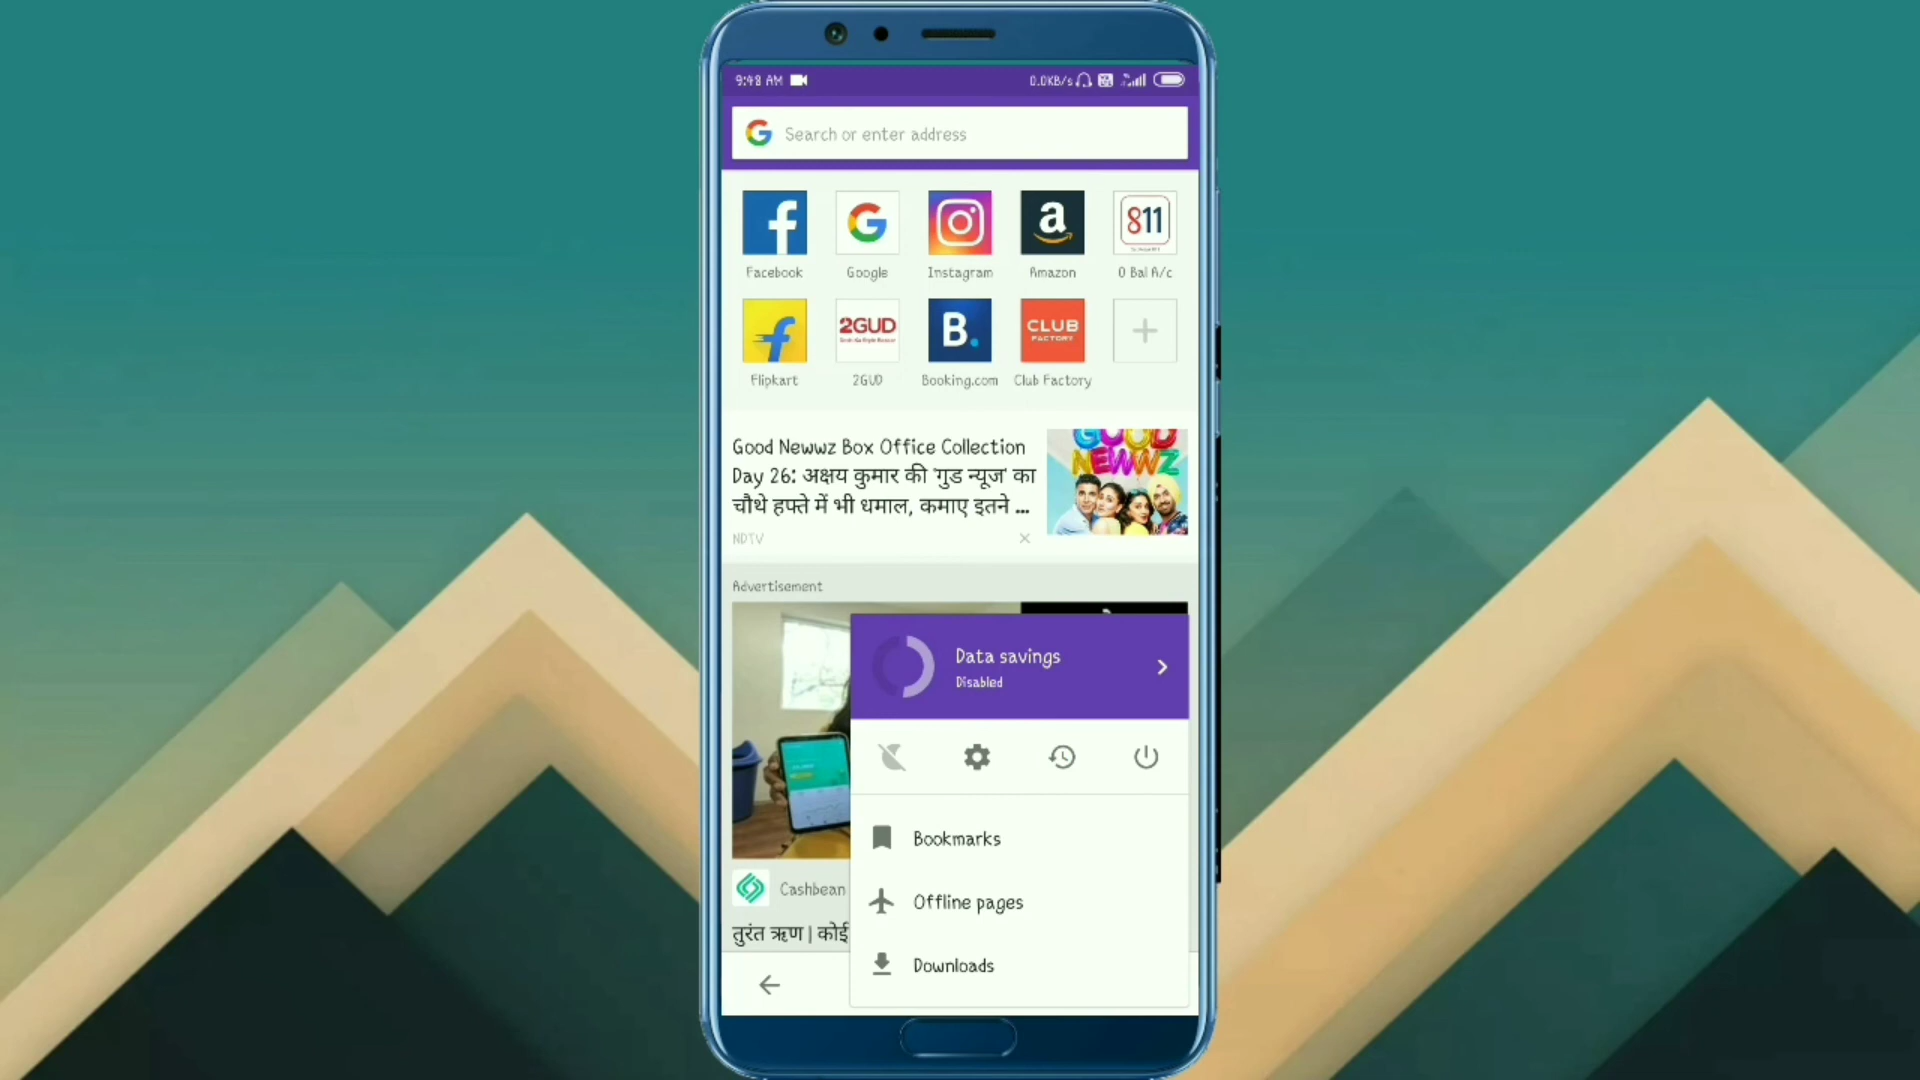 9:48 AM
0.0KB/s
Search or enter address
Facebook
Google
Instagram
Amazon
811
0 Bal A/c
2GUD
B.
CLUB
FACTORY
Flipkart
2GUD
Booking.com
Club Factory
Good Newwz Box Office Collection
Day 26: अक्षय कुमार की 'गुड न्यूज' का
चौथे हफ्ते में भी धमाल, कमाए इतने ...
GOOD
NEWWZ
NDTV
Advertisement
Data savings
Disabled
Bookmarks
Cashbean
Offline pages
तुरंत ऋण | कोई
Downloads